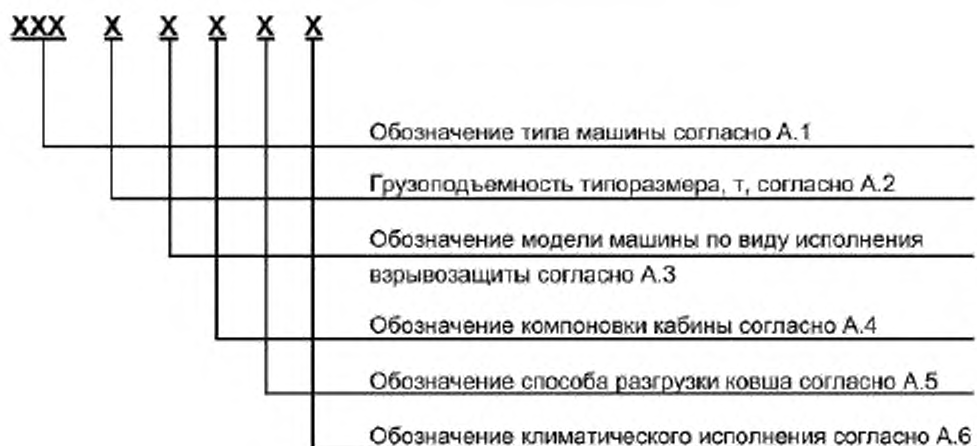 XXX X X X X X
Обозначение типа машины согласно А.1
Грузоподъемность типоразмера, т, согласно А.2
Обозначение модели машины по виду исполнения
взрывозащиты согласно А.3
Обозначение компоновки кабины согласно А.4
Обозначение способа разгрузки ковша согласно А.5
Обозначение климатического исполнения согласно А.6